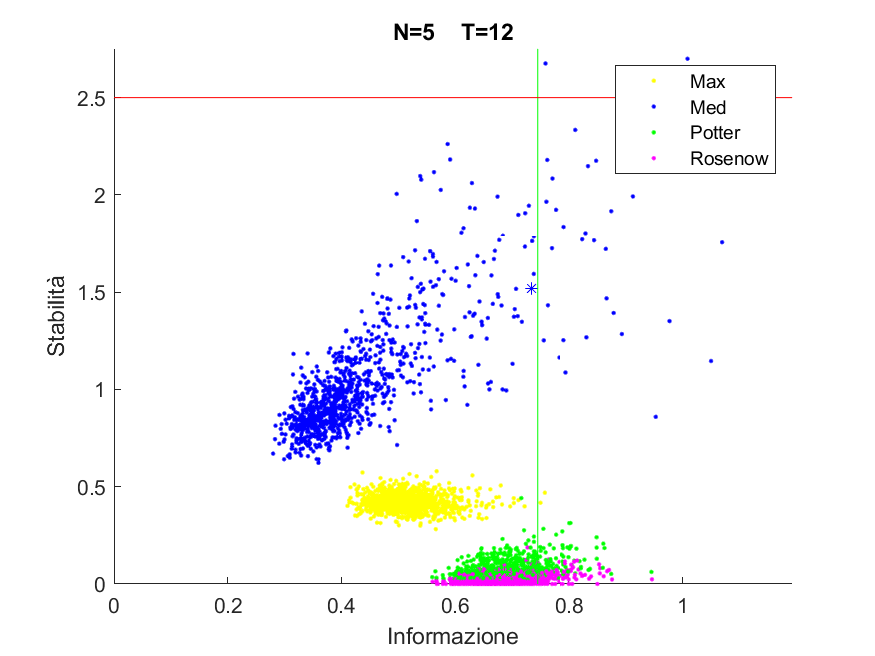 N=5 T=12
Max
Med
Potter
Rosenow
2.5
2
1.5
1
0.5
0
Stabilità
0 0.2 0.4 0.6 0.8 1
Informazione